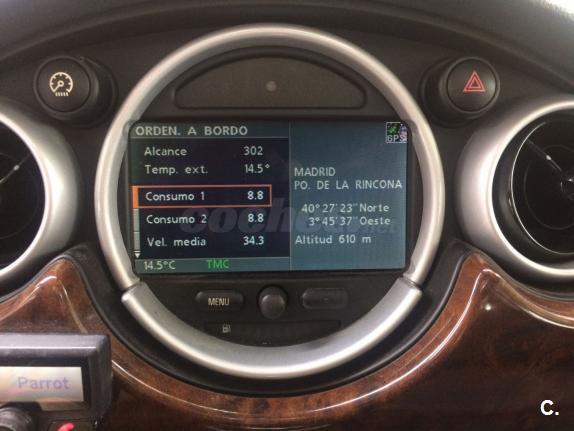 ORDEN. A BORDO
GPS
Alcance 302
Temp. ext. 14.5°
Consumo 1 8.8
Consumo 2 8.8
Vel. media 34.3
MADRID
PO. DE LA RINCONA
40° 27'23" Norte
3° 45'37" Oeste
Altitud 610 m
14.5°C TMC
coches.net
MENU
Parrot
C.